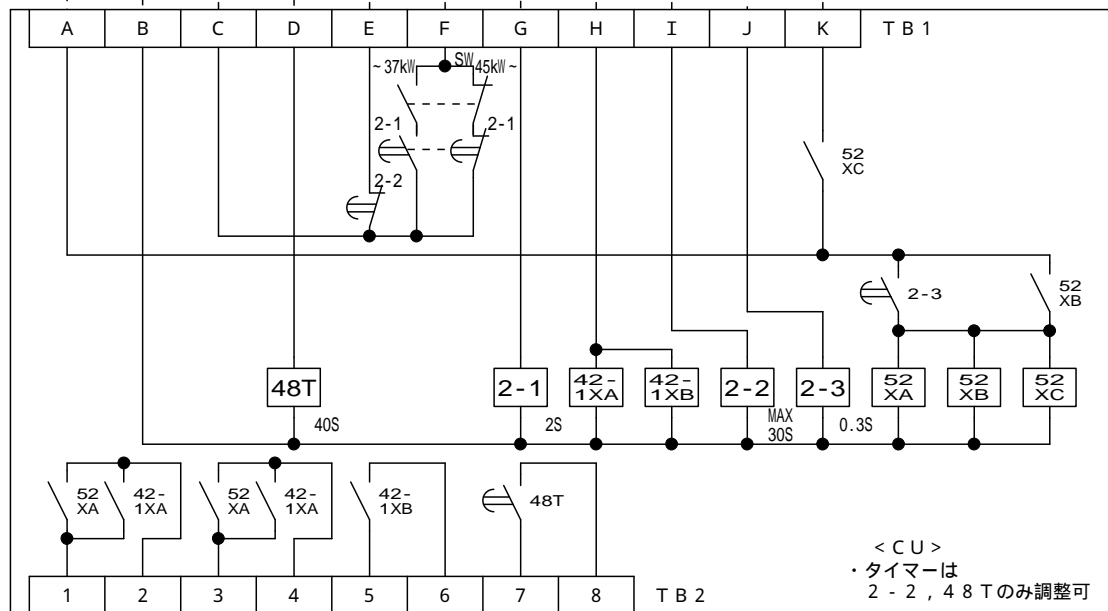 A B C D E F G H I J K TB1
~37kW SW 45kW~
2-1 2-1
2-2
52
XC
2-3
52
XB
48T 2-1 42-
1XA 42-
1XB 2-2 2-3 52
XA 52
XB 52
XC
40S 2S MAX
30S 0.3S
52
XA 42-
1XA 52
XA 42-
1XA 42-
1XB 48T
<CU>
・タイマーは
2-2,48Tのみ調整可
1 2 3 4 5 6 7 8 TB2